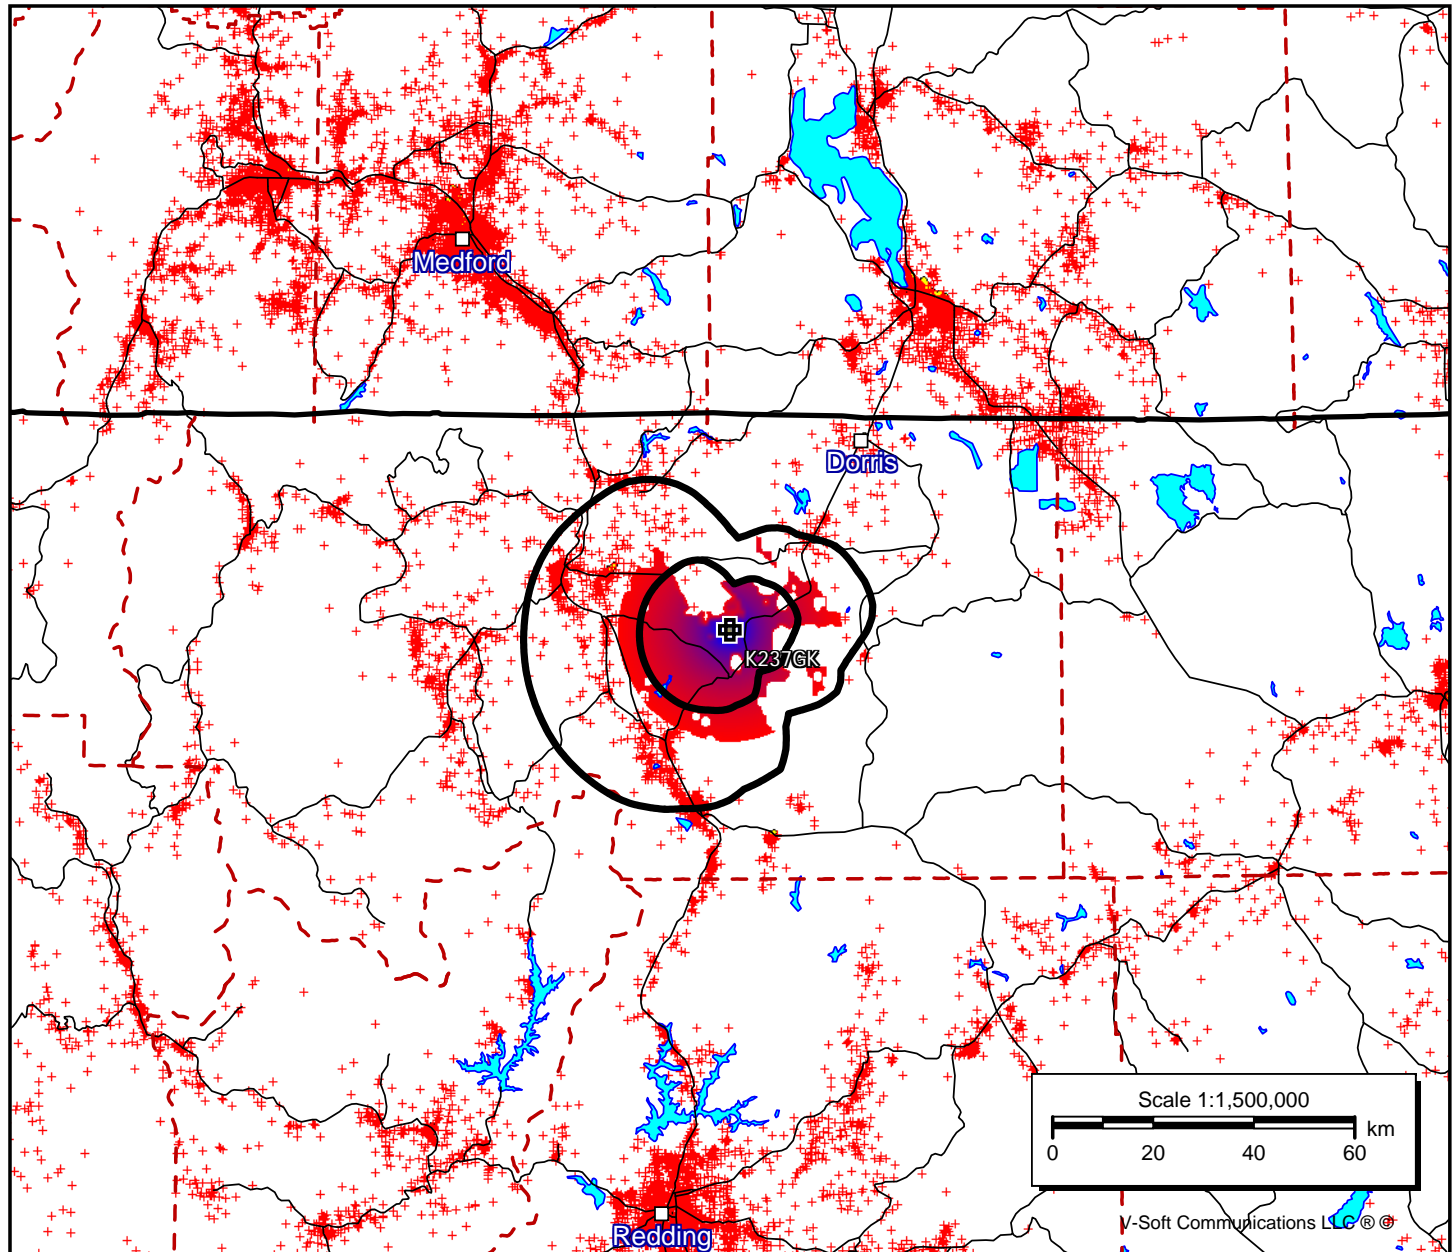 Medford
Dorris
K237GK
Scale 1:1,500,000
km
0 20 40 60
V-Soft Communications LLC ® ©
Redding